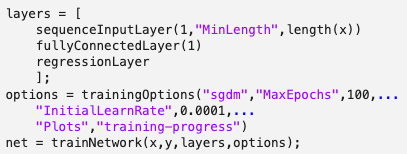 layers = [
    sequenceInputLayer(1,"MinLength",length(x))
    fullyConnectedLayer(1)
    regressionLayer
    ];
options = trainingOptions("sgdm","MaxEpochs",100,...
    "InitialLearnRate",0.0001,...
    "Plots","training-progress")
net = trainNetwork(x,y,layers,options);